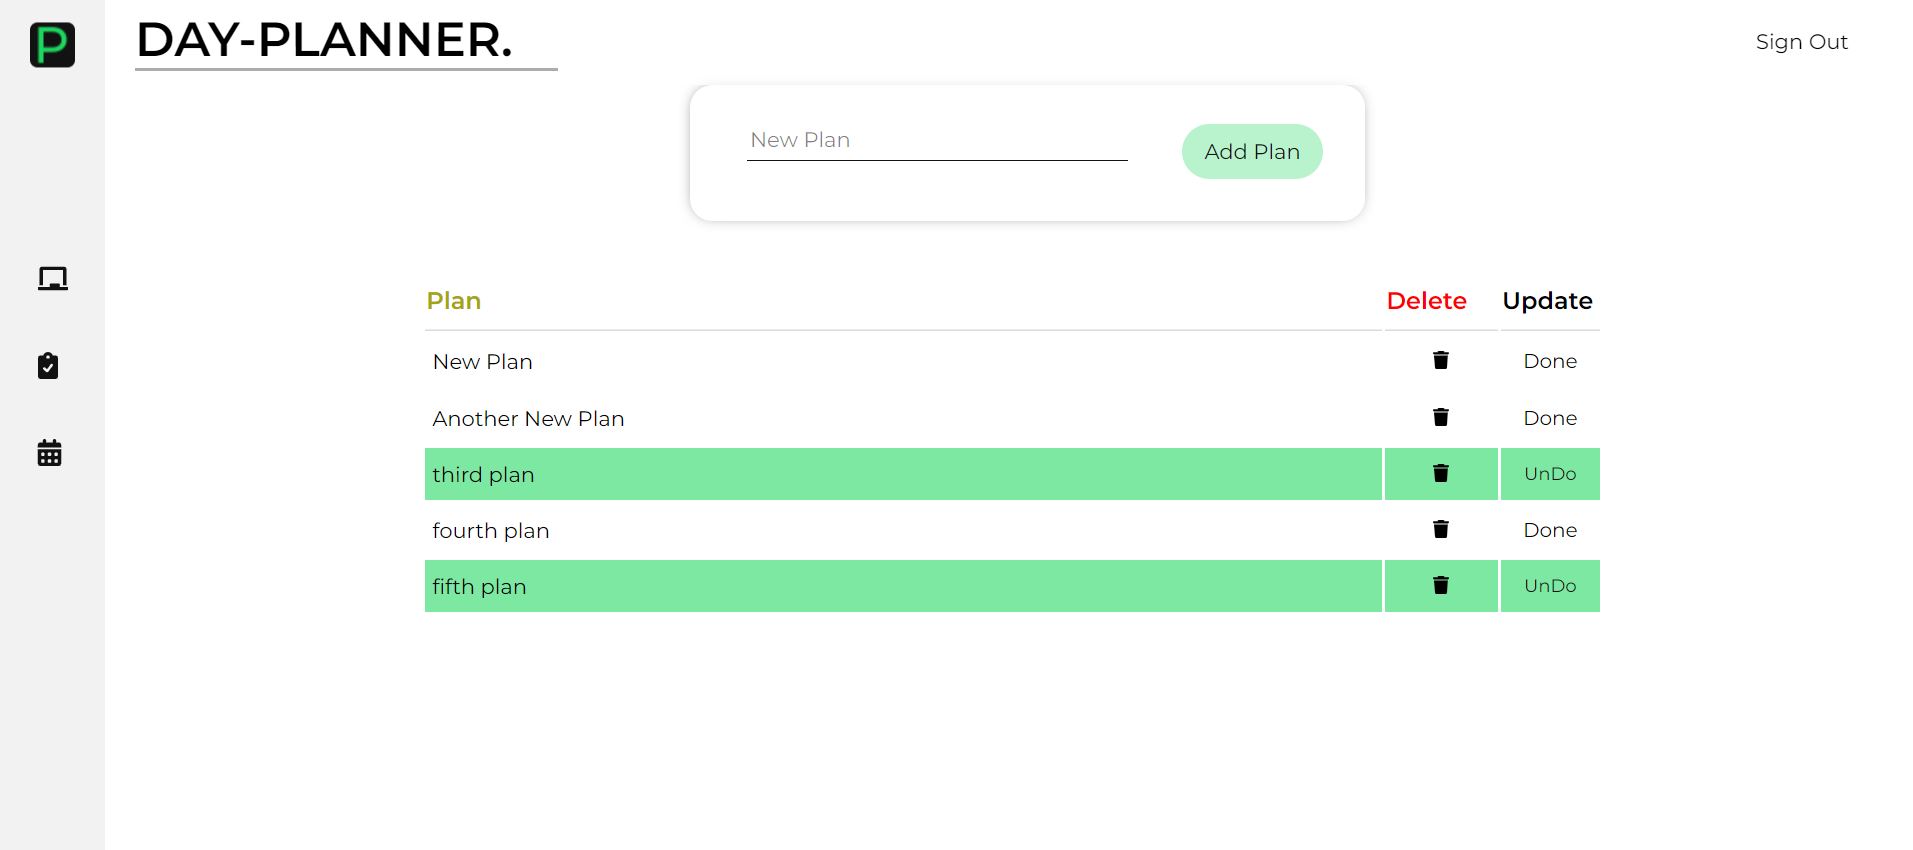 P
DAY-PLANNER.
Sign Out
New Plan
Add Plan
Plan Delete Update
New Plan Done
Another New Plan Done
third plan UnDo
fourth plan Done
fifth plan UnDo